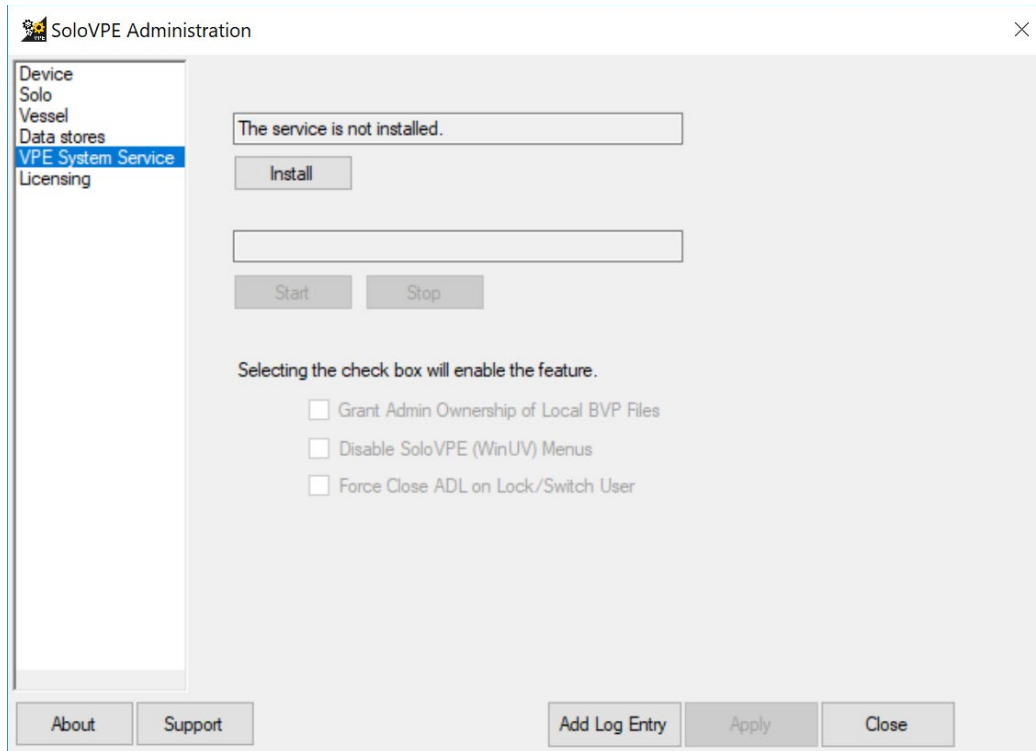 SoloVPE Administration
Device
Solo
Vessel
Data stores
VPE System Service
Licensing
The service is not installed.
Install
Start Stop
Selecting the check box will enable the feature.
Grant Admin Ownership of Local BVP Files
Disable SoloVPE (WinUV) Menus
Force Close ADL on Lock/Switch User
About Support Add Log Entry Apply Close